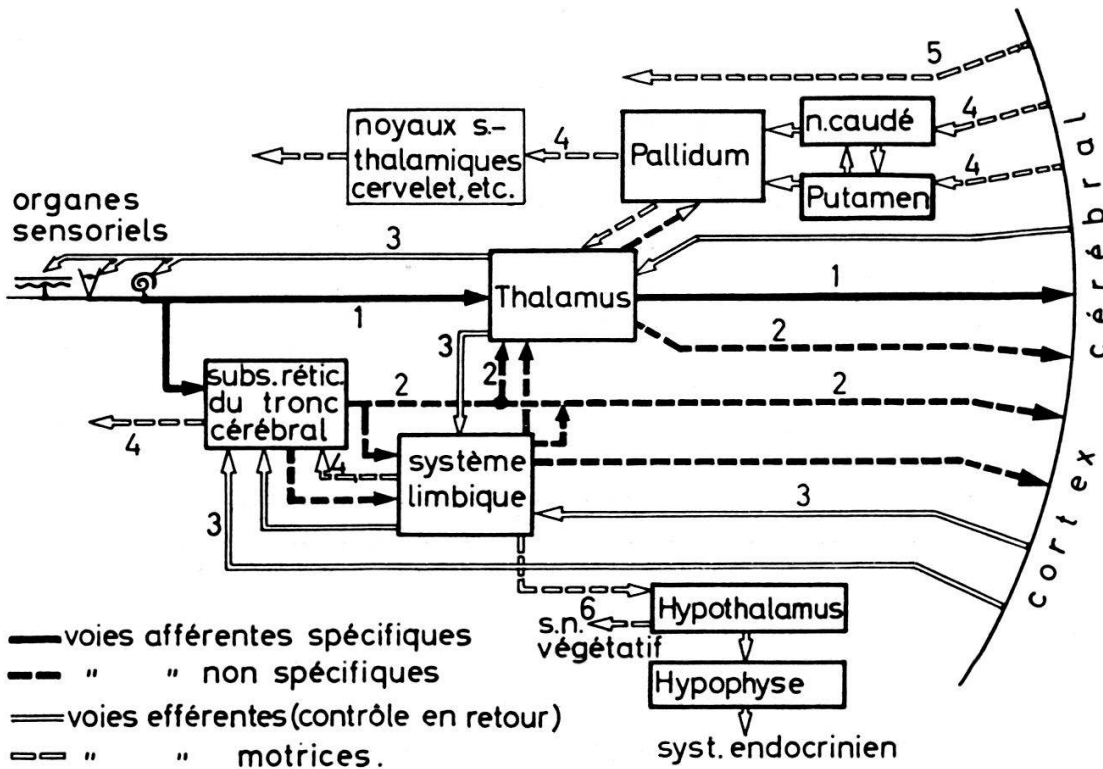 5
4
n.caudé
noyaux s.-
thalamiques
cervelet, etc.
4
Pallidum
4
Putamen
organes
sensoriels
3
Thalamus
1
1
2
3
2
subs. rétic.
du tronc
cérébral
2
2
4
4
système
limbique
3
3
cortex cérébral
Hypothalamus
6
s.n.
végétatif
Hypophyse
syst. endocrinien
voies afférentes spécifiques
" " non spécifiques
voies efférentes (contrôle en retour)
" " motrices.